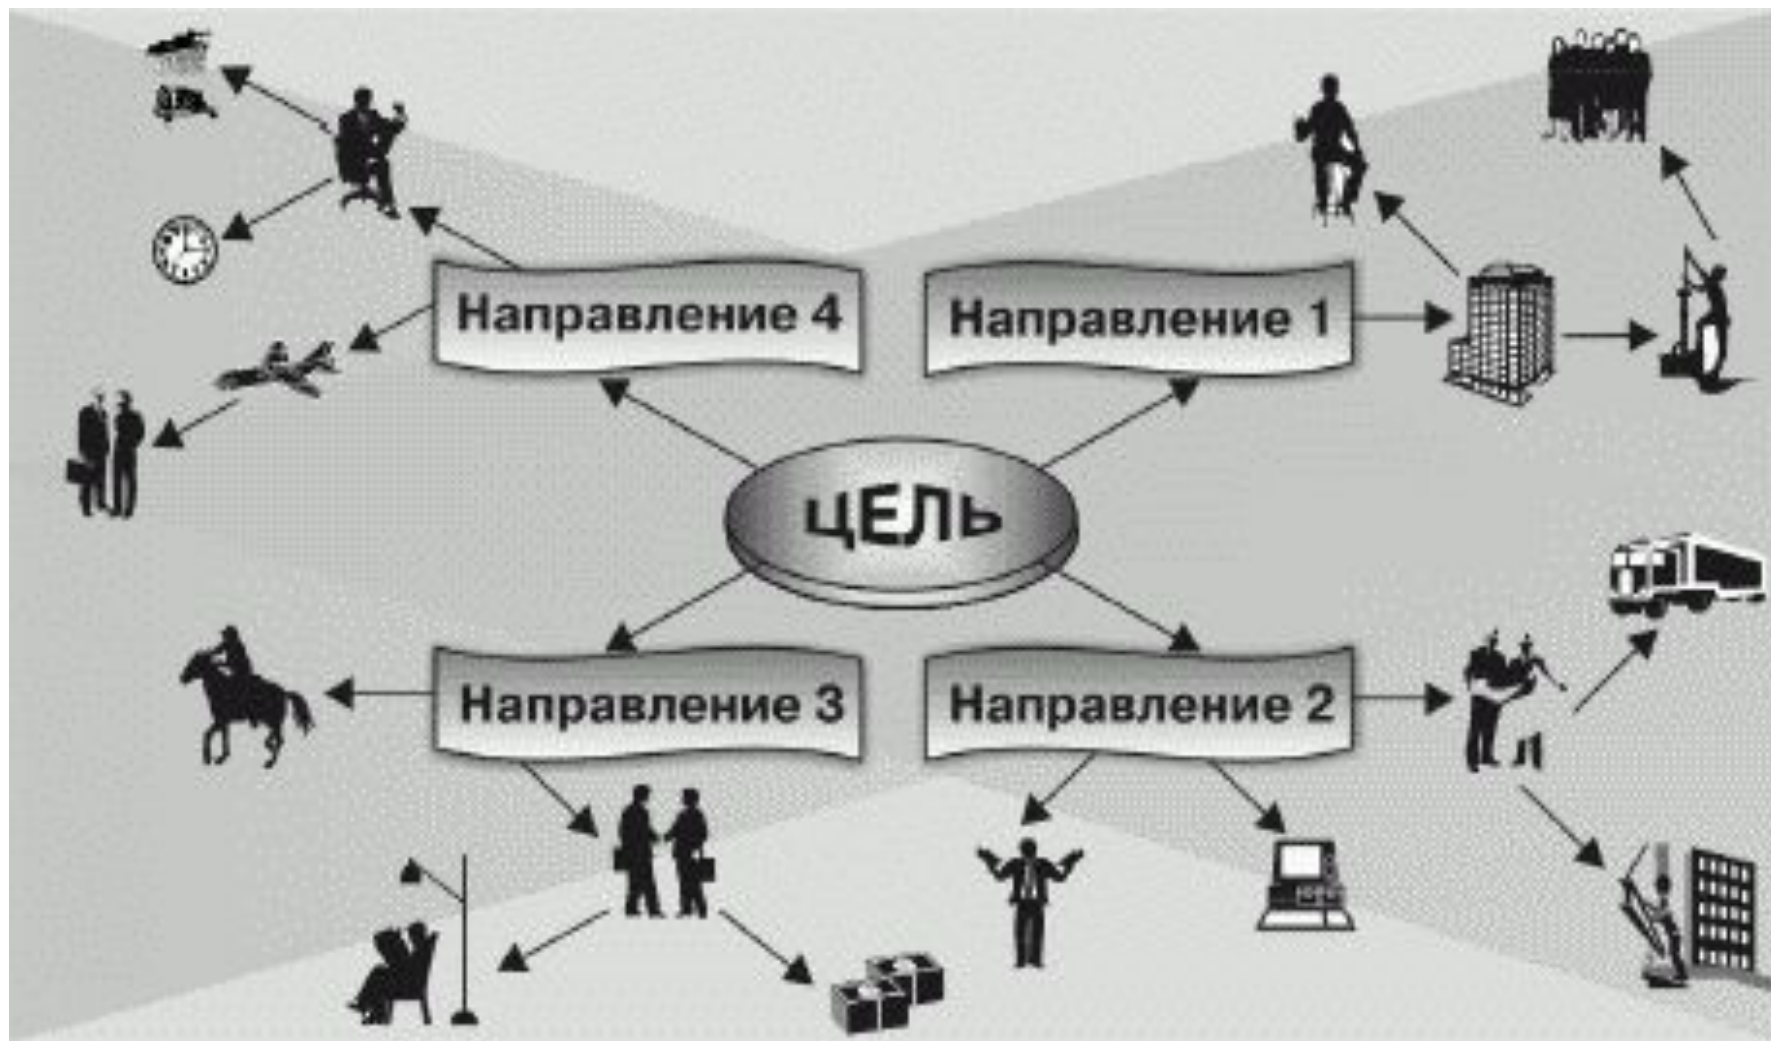 Направление 4
Направление 1
ЦЕЛЬ
Направление 3
Направление 2